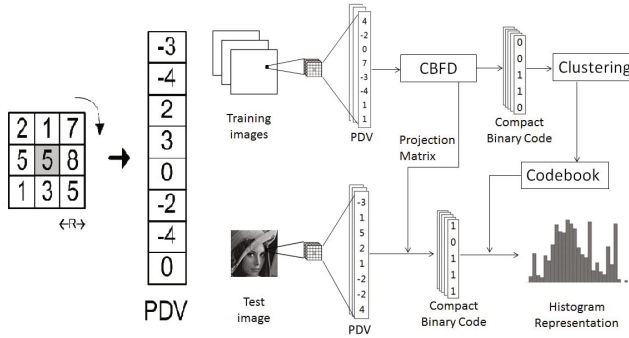 2 1 7
5 5 8
1 3 5
R
-3
-4
2
3
0
-2
-4
0
PDV
Training
images
4
-2
0
7
-3
-4
1
1
PDV
CBFD
Projection
Matrix
0
0
1
1
0
Compact
Binary Code
Clustering
Codebook
Test
image
-3
1
5
2
1
-2
-2
4
PDV
1
0
1
1
1
Compact
Binary Code
Histogram
Representation